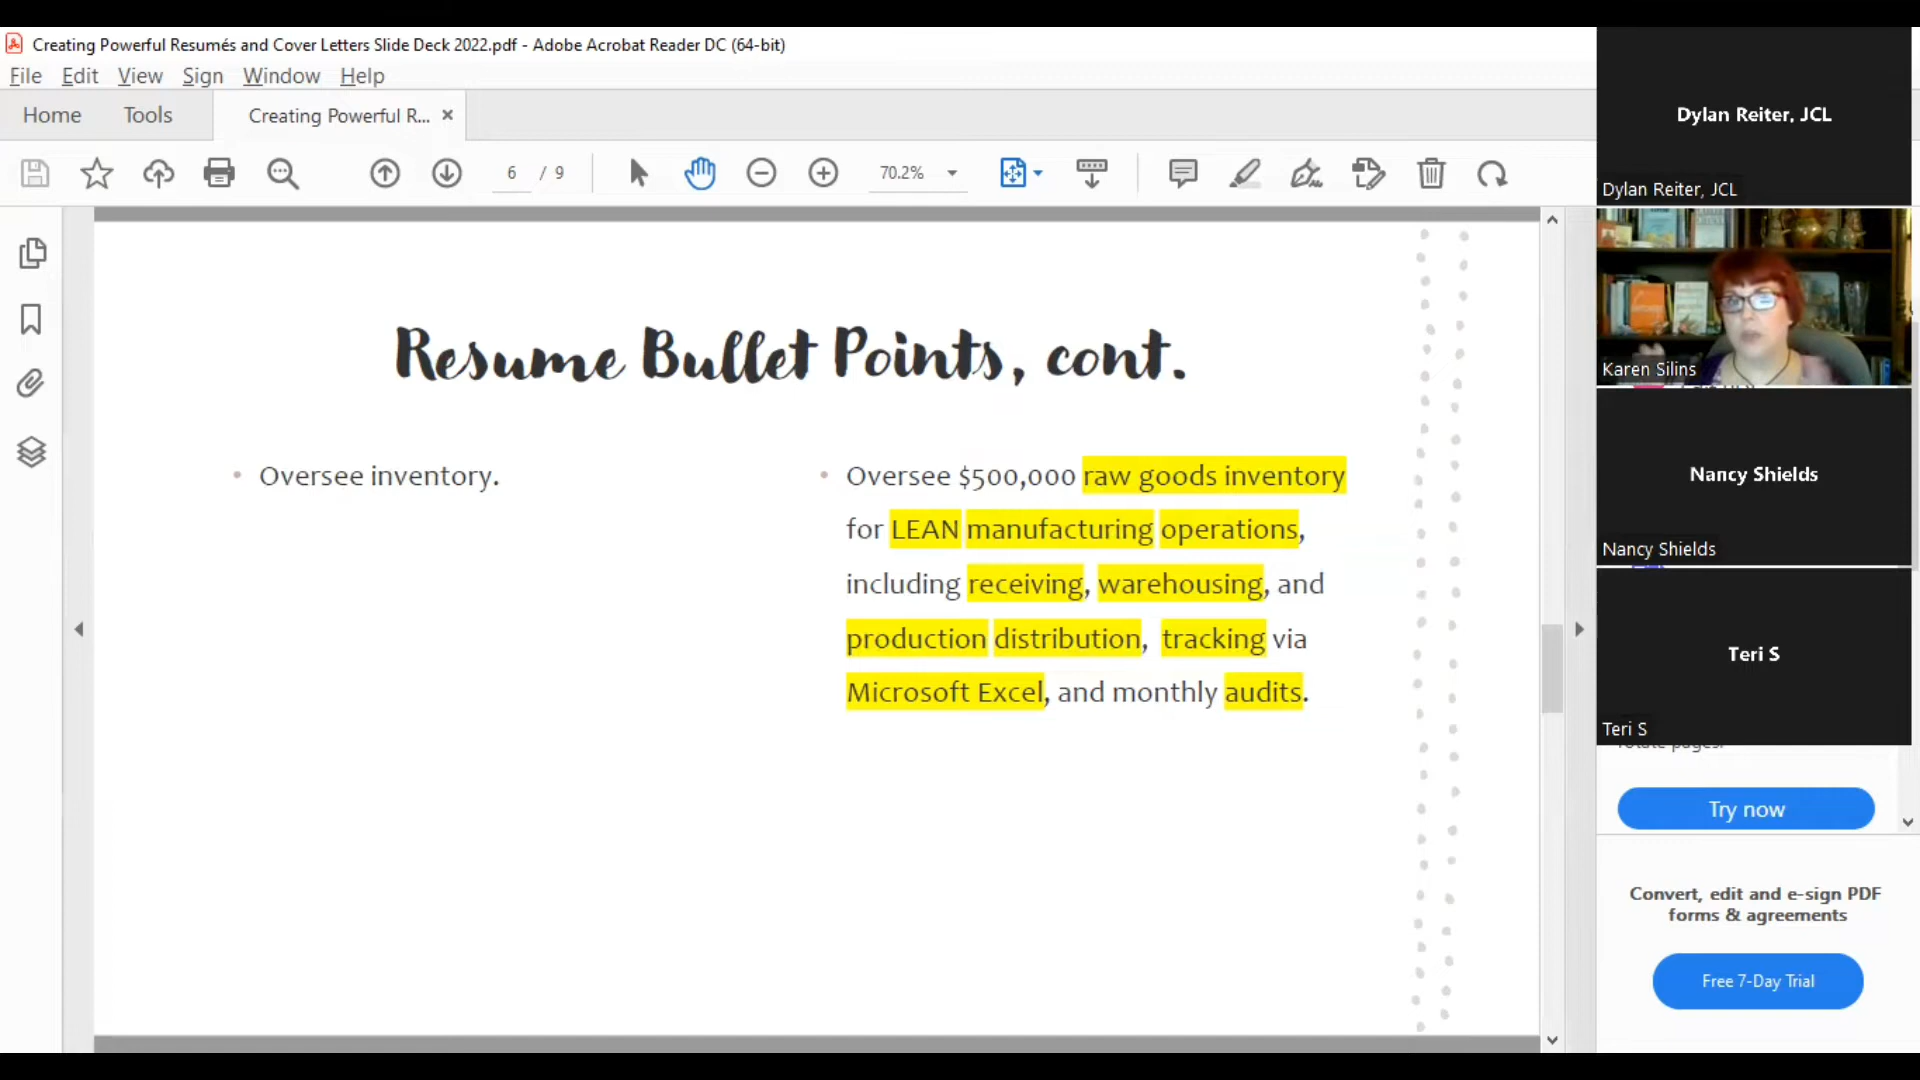 Creating Powerful Resumés and Cover Letters Slide Deck 2022.pdf - Adobe Acrobat Reader DC (64-bit)
File Edit View Sign Window Help
Home Tools Creating Powerful R... ×
6 / 9 70.2%
Resume Bullet Points, cont.
• Oversee inventory.
• Oversee $500,000 raw goods inventory
for LEAN manufacturing operations,
including receiving, warehousing, and
production distribution, tracking via
Microsoft Excel, and monthly audits.
Dylan Reiter, JCL
Dylan Reiter, JCL
Karen Silins
Nancy Shields
Nancy Shields
Teri S
Teri S
rotate pages.
Try now
Convert, edit and e-sign PDF
forms & agreements
Free 7-Day Trial